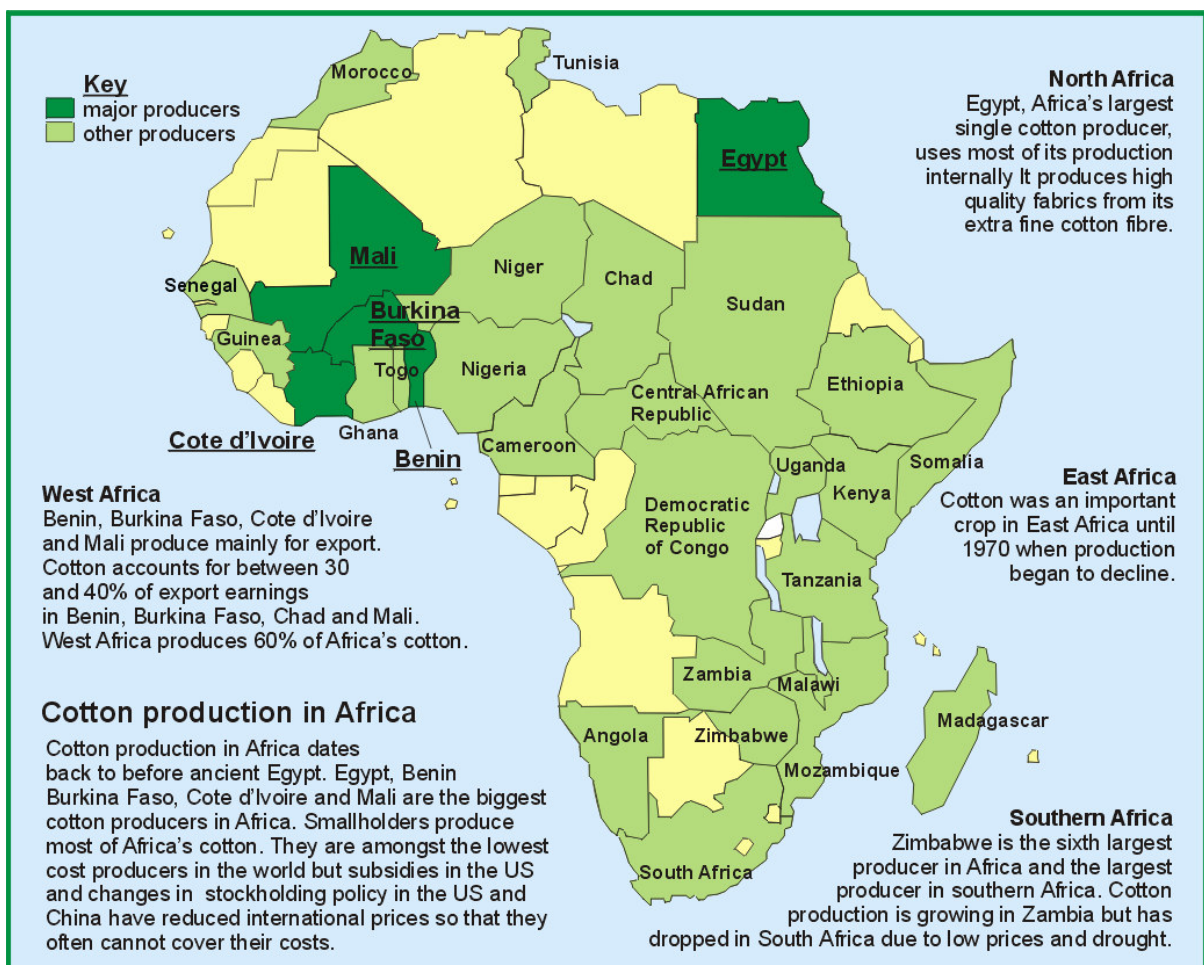 Key
major producers
other producers
Morocco
Tunisia
North Africa
Egypt, Africa's largest
single cotton producer,
uses most of its production
internally It produces high
quality fabrics from its
extra fine cotton fibre.
Egypt
Mali
Niger
Chad
Sudan
Senegal
Burkina
Faso
Guinea
Togo
Nigeria
Ethiopia
Central African
Republic
Ghana
Cote d'Ivoire
Cameroon
Benin
Uganda
Somalia
Kenya
West Africa
Benin, Burkina Faso, Cote d'Ivoire
and Mali produce mainly for export.
Cotton accounts for between 30
and 40% of export earnings
in Benin, Burkina Faso, Chad and Mali.
West Africa produces 60% of Africa's cotton.
East Africa
Cotton was an important
crop in East Africa until
1970 when production
began to decline.
Democratic
Republic
of Congo
Tanzania
Zambia
Malawi
Angola
Zimbabwe
Mozambique
Madagascar
South Africa
Cotton production in Africa
Cotton production in Africa dates
back to before ancient Egypt. Egypt, Benin
Burkina Faso, Cote d'Ivoire and Mali are the biggest
cotton producers in Africa. Smallholders produce
most of Africa's cotton. They are amongst the lowest
cost producers in the world but subsidies in the US
and changes in stockholding policy in the US and
China have reduced international prices so that they
often cannot cover their costs.
Southern Africa
Zimbabwe is the sixth largest
producer in Africa and the largest
producer in southern Africa. Cotton
production is growing in Zambia but has
dropped in South Africa due to low prices and drought.